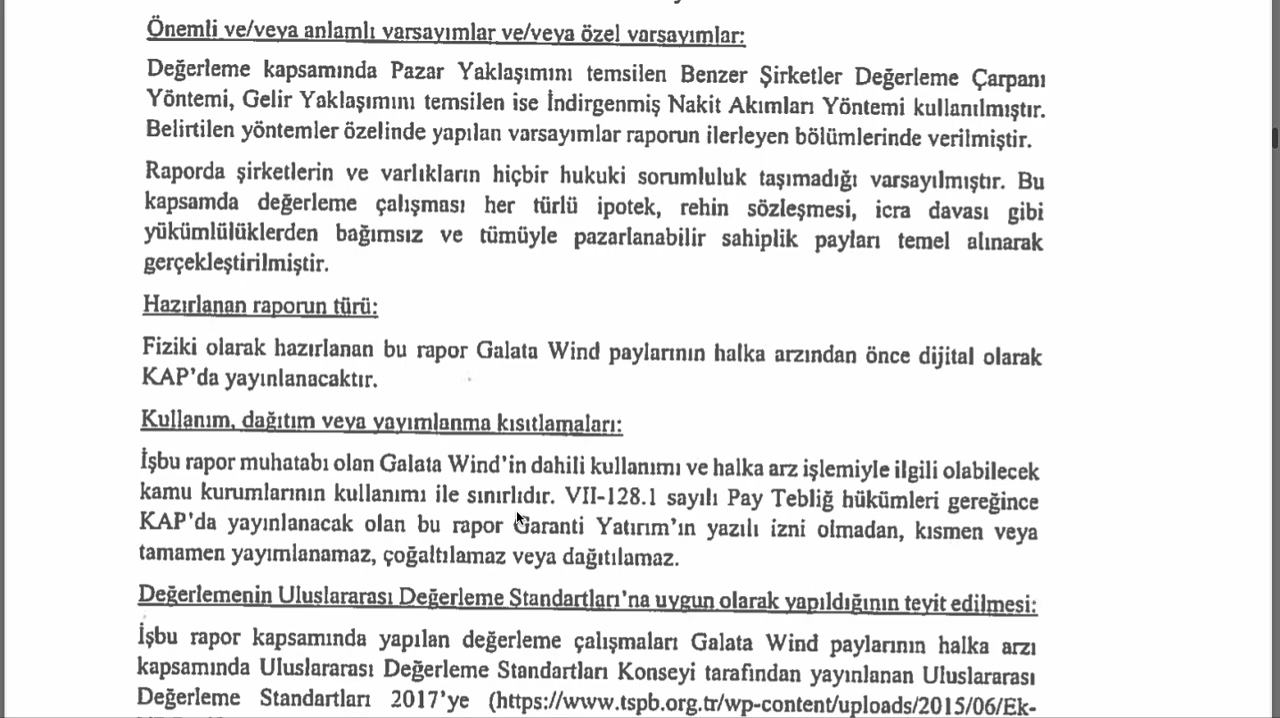 Önemli ve/veya anlamlı varsayımlar ve/veya özel varsayımlar:
Değerleme kapsamında Pazar Yaklaşımını temsilen Benzer Şirketler Değerleme Çarpanı
Yöntemi, Gelir Yaklaşımını temsilen ise İndirgenmiş Nakit Akımları Yöntemi kullanılmıştır.
Belirtilen yöntemler özelinde yapılan varsayımlar raporun ilerleyen bölümlerinde verilmiştir.
Raporda şirketlerin ve varlıkların hiçbir hukuki sorumluluk taşımadığı varsayılmıştır. Bu
kapsamda değerleme çalışması her türlü ipotek, rehin sözleşmesi, icra davası gibi
yükümlülüklerden bağımsız ve tümüyle pazarlanabilir sahiplik payları temel alınarak
gerçekleştirilmiştir.
Hazırlanan raporun türü:
Fiziki olarak hazırlanan bu rapor Galata Wind paylarının halka arzından önce dijital olarak
KAP'da yayınlanacaktır.
Kullanım, dağıtım veya yayımlanma kısıtlamaları:
İşbu rapor muhatabı olan Galata Wind'in dahili kullanımı ve halka arz işlemiyle ilgili olabilecek
kamu kurumlarının kullanımı ile sınırlıdır. VII-128.1 sayılı Pay Tebliğ hükümleri gereğince
KAP'da yayınlanacak olan bu rapor Garanti Yatırım'ın yazılı izni olmadan, kısmen veya
tamamen yayımlanamaz, çoğaltılamaz veya dağıtılamaz.
Değerlemenin Uluslararası Değerleme Standartları'na uygun olarak yapıldığının teyit edilmesi:
İşbu rapor kapsamında yapılan değerleme çalışmaları Galata Wind paylarının halka arzı
kapsamında Uluslararası Değerleme Standartları Konseyi tarafından yayınlanan Uluslararası
Değerleme Standartları 2017'ye (https://www.tspb.org.tr/wp-content/uploads/2015/06/Ek-